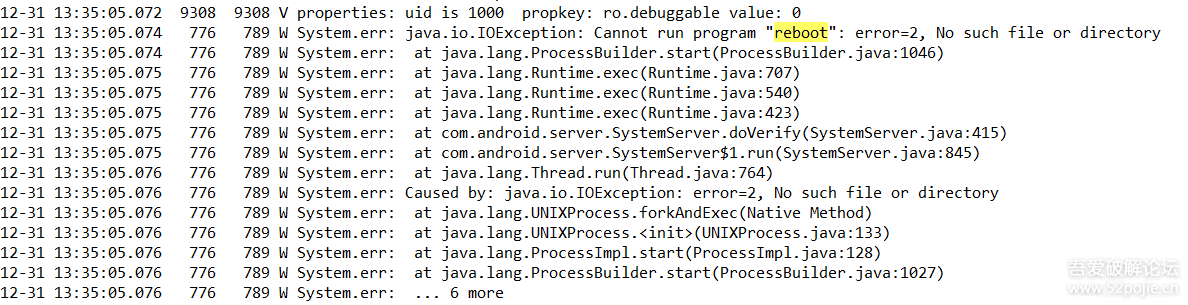 12-31 13:35:05.072  9308  9308 V properties: uid is 1000  propkey: ro.debuggable value: 0
12-31 13:35:05.074   776   789 W System.err: java.io.IOException: Cannot run program "reboot": error=2, No such file or directory
12-31 13:35:05.074   776   789 W System.err:  at java.lang.ProcessBuilder.start(ProcessBuilder.java:1046)
12-31 13:35:05.075   776   789 W System.err:  at java.lang.Runtime.exec(Runtime.java:707)
12-31 13:35:05.075   776   789 W System.err:  at java.lang.Runtime.exec(Runtime.java:540)
12-31 13:35:05.075   776   789 W System.err:  at java.lang.Runtime.exec(Runtime.java:423)
12-31 13:35:05.075   776   789 W System.err:  at com.android.server.SystemServer.doVerify(SystemServer.java:415)
12-31 13:35:05.075   776   789 W System.err:  at com.android.server.SystemServer$1.run(SystemServer.java:845)
12-31 13:35:05.076   776   789 W System.err:  at java.lang.Thread.run(Thread.java:764)
12-31 13:35:05.076   776   789 W System.err: Caused by: java.io.IOException: error=2, No such file or directory
12-31 13:35:05.076   776   789 W System.err:  at java.lang.UNIXProcess.forkAndExec(Native Method)
12-31 13:35:05.076   776   789 W System.err:  at java.lang.UNIXProcess.<init>(UNIXProcess.java:133)
12-31 13:35:05.076   776   789 W System.err:  at java.lang.ProcessImpl.start(ProcessImpl.java:128)
12-31 13:35:05.076   776   789 W System.err:  at java.lang.ProcessBuilder.start(ProcessBuilder.java:1027)
12-31 13:35:05.076   776   789 W System.err:  ... 6 more
吾爱破解论坛
www.52pojie.cn